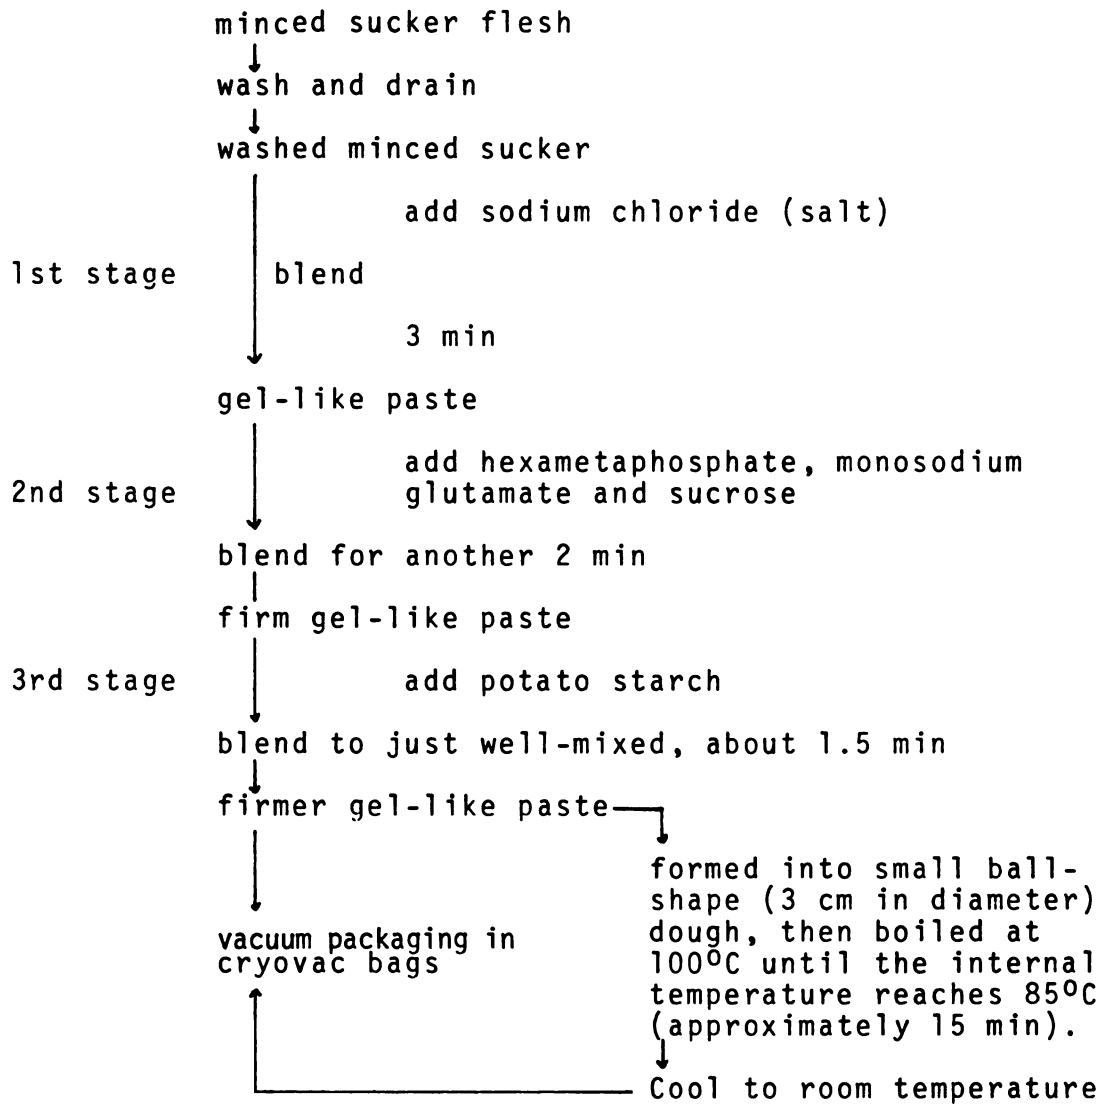 minced sucker flesh
wash and drain
washed minced sucker
add sodium chloride (salt)
1st stage blend
3 min
gel-like paste
add hexametaphosphate, monosodium
2nd stage glutamate and sucrose
blend for another 2 min
firm gel-like paste
3rd stage add potato starch
blend to just well-mixed, about 1.5 min
firmer gel-like paste
formed into small ball-
shape (3 cm in diameter)
dough, then boiled at
100°C until the internal
temperature reaches 85°C
(approximately 15 min).
vacuum packaging in
cryovac bags
Cool to room temperature